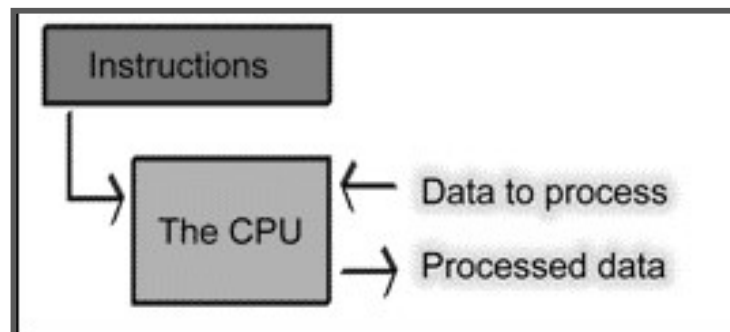 Instructions
The CPU
Data to process
Processed data